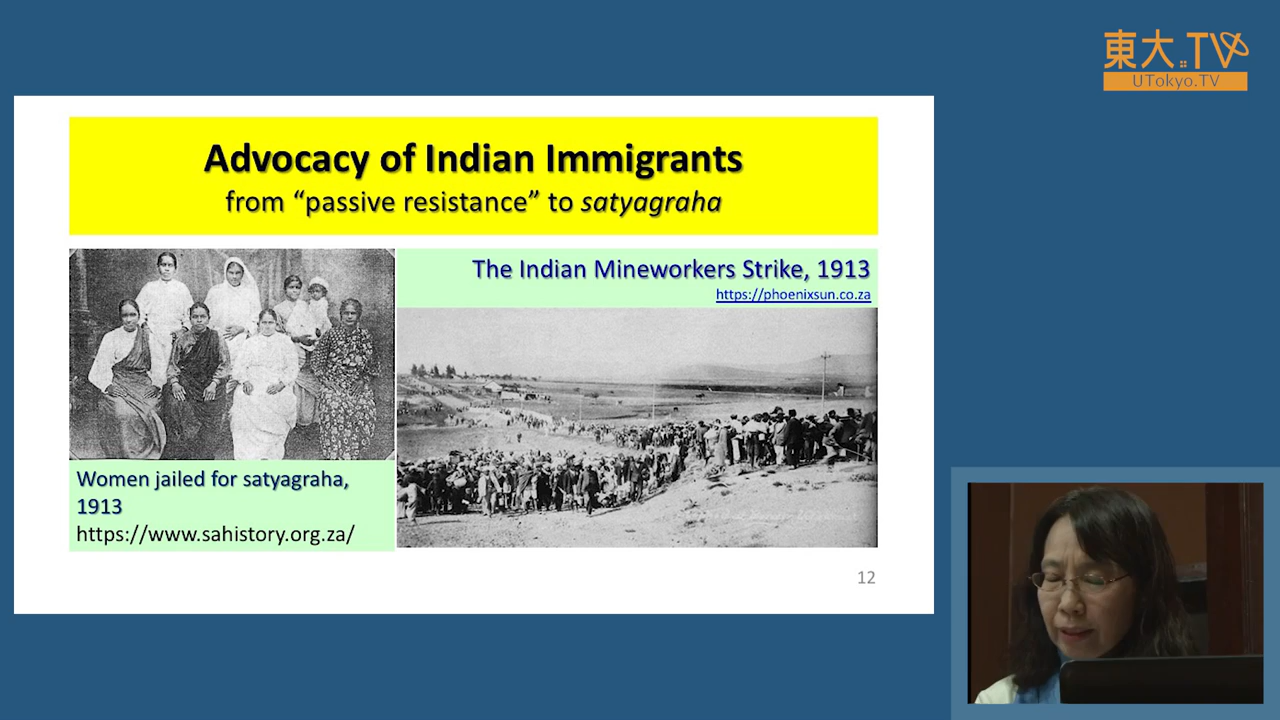 東大.TV
UTokyo.TV
Advocacy of Indian Immigrants
from “passive resistance” to satyagraha
The Indian Mineworkers Strike, 1913
https://phoenixsun.co.za
Women jailed for satyagraha,
1913
https://www.sahistory.org.za/
12